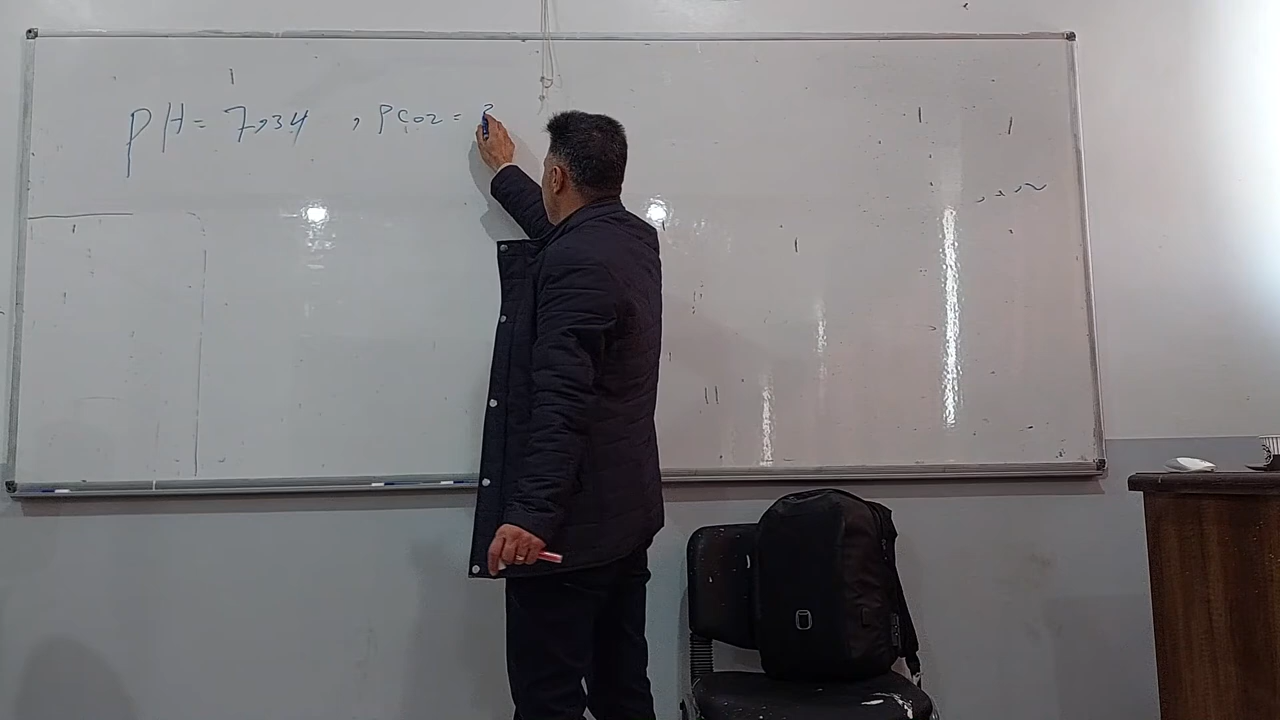 PH = 7,34 , PCO2 =